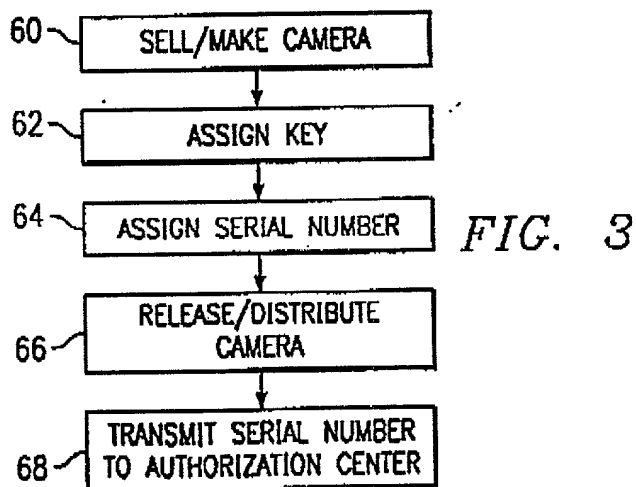 60
SELL/MAKE CAMERA
62
ASSIGN KEY
64
ASSIGN SERIAL NUMBER
FIG. 3
66
RELEASE/DISTRIBUTE
CAMERA
68
TRANSMIT SERIAL NUMBER
TO AUTHORIZATION CENTER